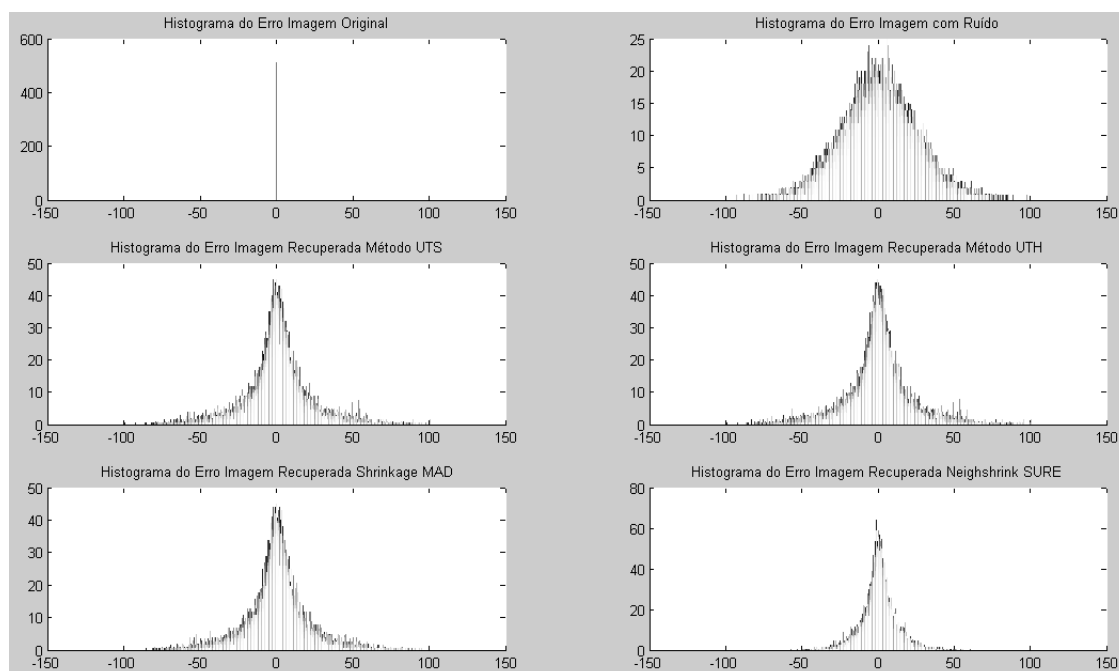 Histograma do Erro Imagem Original
600
400
200
0
-150 -100 -50 0 50 100 150
Histograma do Erro Imagem com Ruído
25
20
15
10
5
0
-150 -100 -50 0 50 100 150
Histograma do Erro Imagem Recuperada Método UTS
50
40
30
20
10
0
-150 -100 -50 0 50 100 150
Histograma do Erro Imagem Recuperada Método UTH
50
40
30
20
10
0
-150 -100 -50 0 50 100 150
Histograma do Erro Imagem Recuperada Shrinkage MAD
50
40
30
20
10
0
-150 -100 -50 0 50 100 150
Histograma do Erro Imagem Recuperada Neighshrink SURE
80
60
40
20
0
-150 -100 -50 0 50 100 150